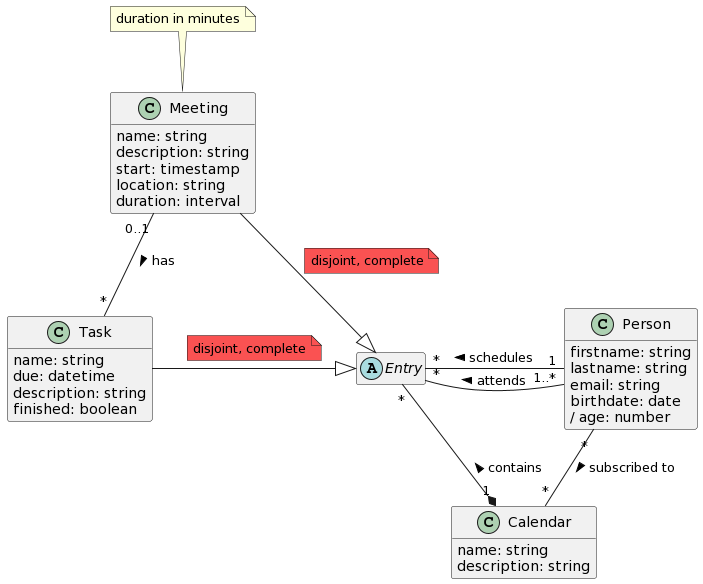 duration in minutes
C Meeting
name: string
description: string
start: timestamp
location: string
duration: interval
0..1
has
*
disjoint, complete
C Task
name: string
due: datetime
description: string
finished: boolean
disjoint, complete
A Entry
* schedules 1
* attends 1..*
C Person
firstname: string
lastname: string
email: string
birthdate: date
/ age: number
*
contains
1
*
subscribed to
*
C Calendar
name: string
description: string